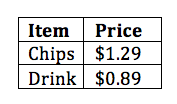 Item Price
Chips $1.29
Drink $0.89